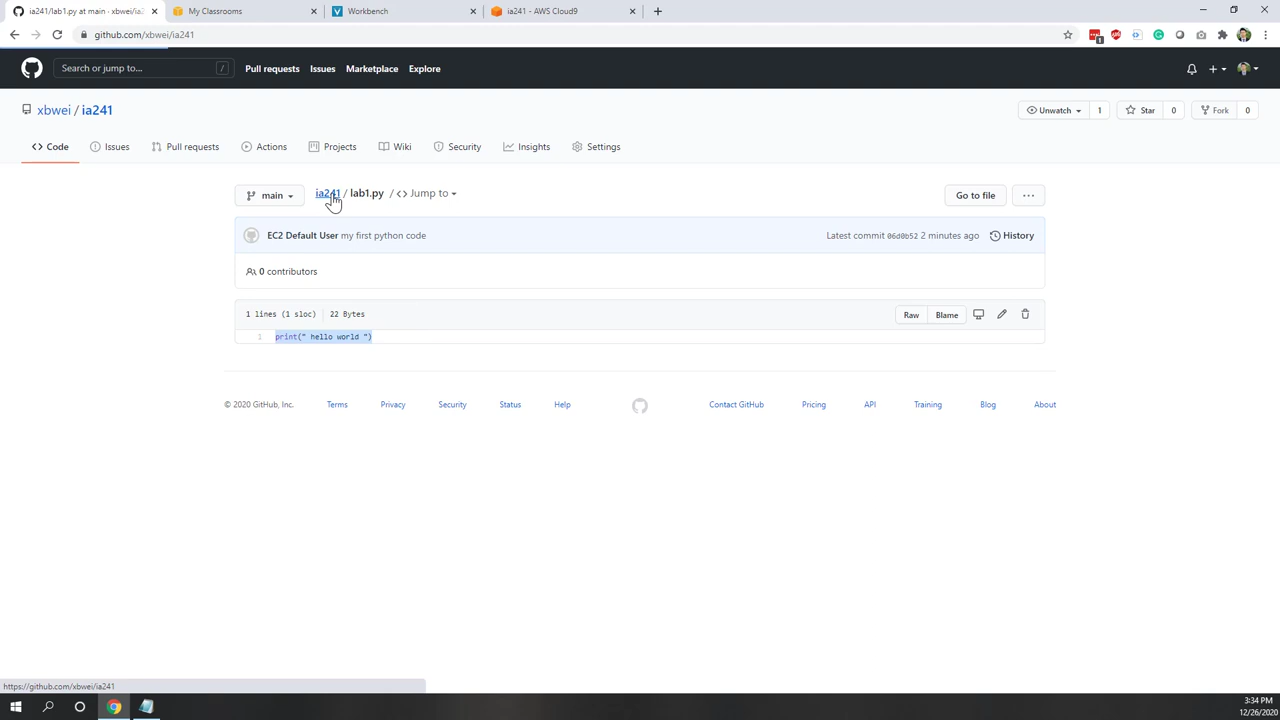 ia241/lab1.py at main · xbwei/ia2
My Classrooms
Workbench
ia241 - AWS Cloud9
github.com/xbwei/ia241
1
Search or jump to...
/
Pull requests
Issues
Marketplace
Explore
xbwei / ia241
Unwatch
1
Star
0
Fork
0
Code
Issues
Pull requests
Actions
Projects
Wiki
Security
Insights
Settings
main
ia241 / lab1.py / <> Jump to
Go to file
...
EC2 Default User my first python code
Latest commit 06d0b52 2 minutes ago
History
0 contributors
1 lines (1 sloc)
22 Bytes
Raw
Blame
1 print(" hello world ")
© 2020 GitHub, Inc.
Terms
Privacy
Security
Status
Help
Contact GitHub
Pricing
API
Training
Blog
About
https://github.com/xbwei/ia241
3:34 PM
12/26/2020